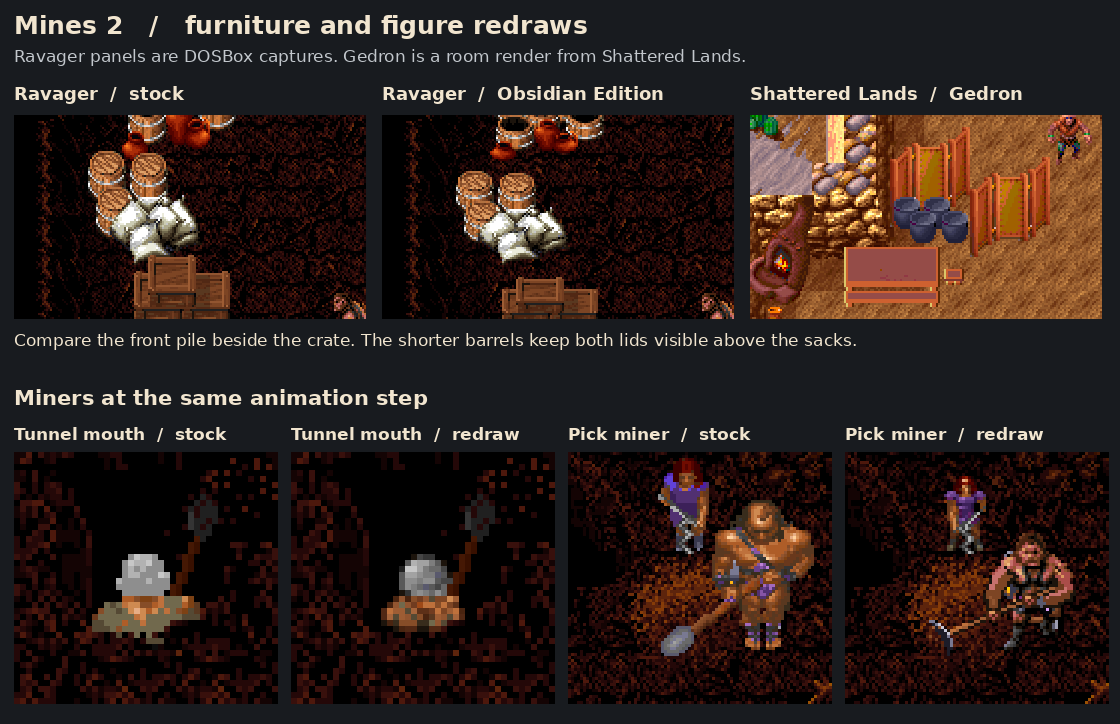 Mines 2 / furniture and figure redraws
Ravager panels are DOSBox captures. Gedron is a room render from Shattered Lands.
Ravager / stock
Ravager / Obsidian Edition
Shattered Lands / Gedron
Compare the front pile beside the crate. The shorter barrels keep both lids visible above the sacks.
Miners at the same animation step
Tunnel mouth / stock
Tunnel mouth / redraw
Pick miner / stock
Pick miner / redraw